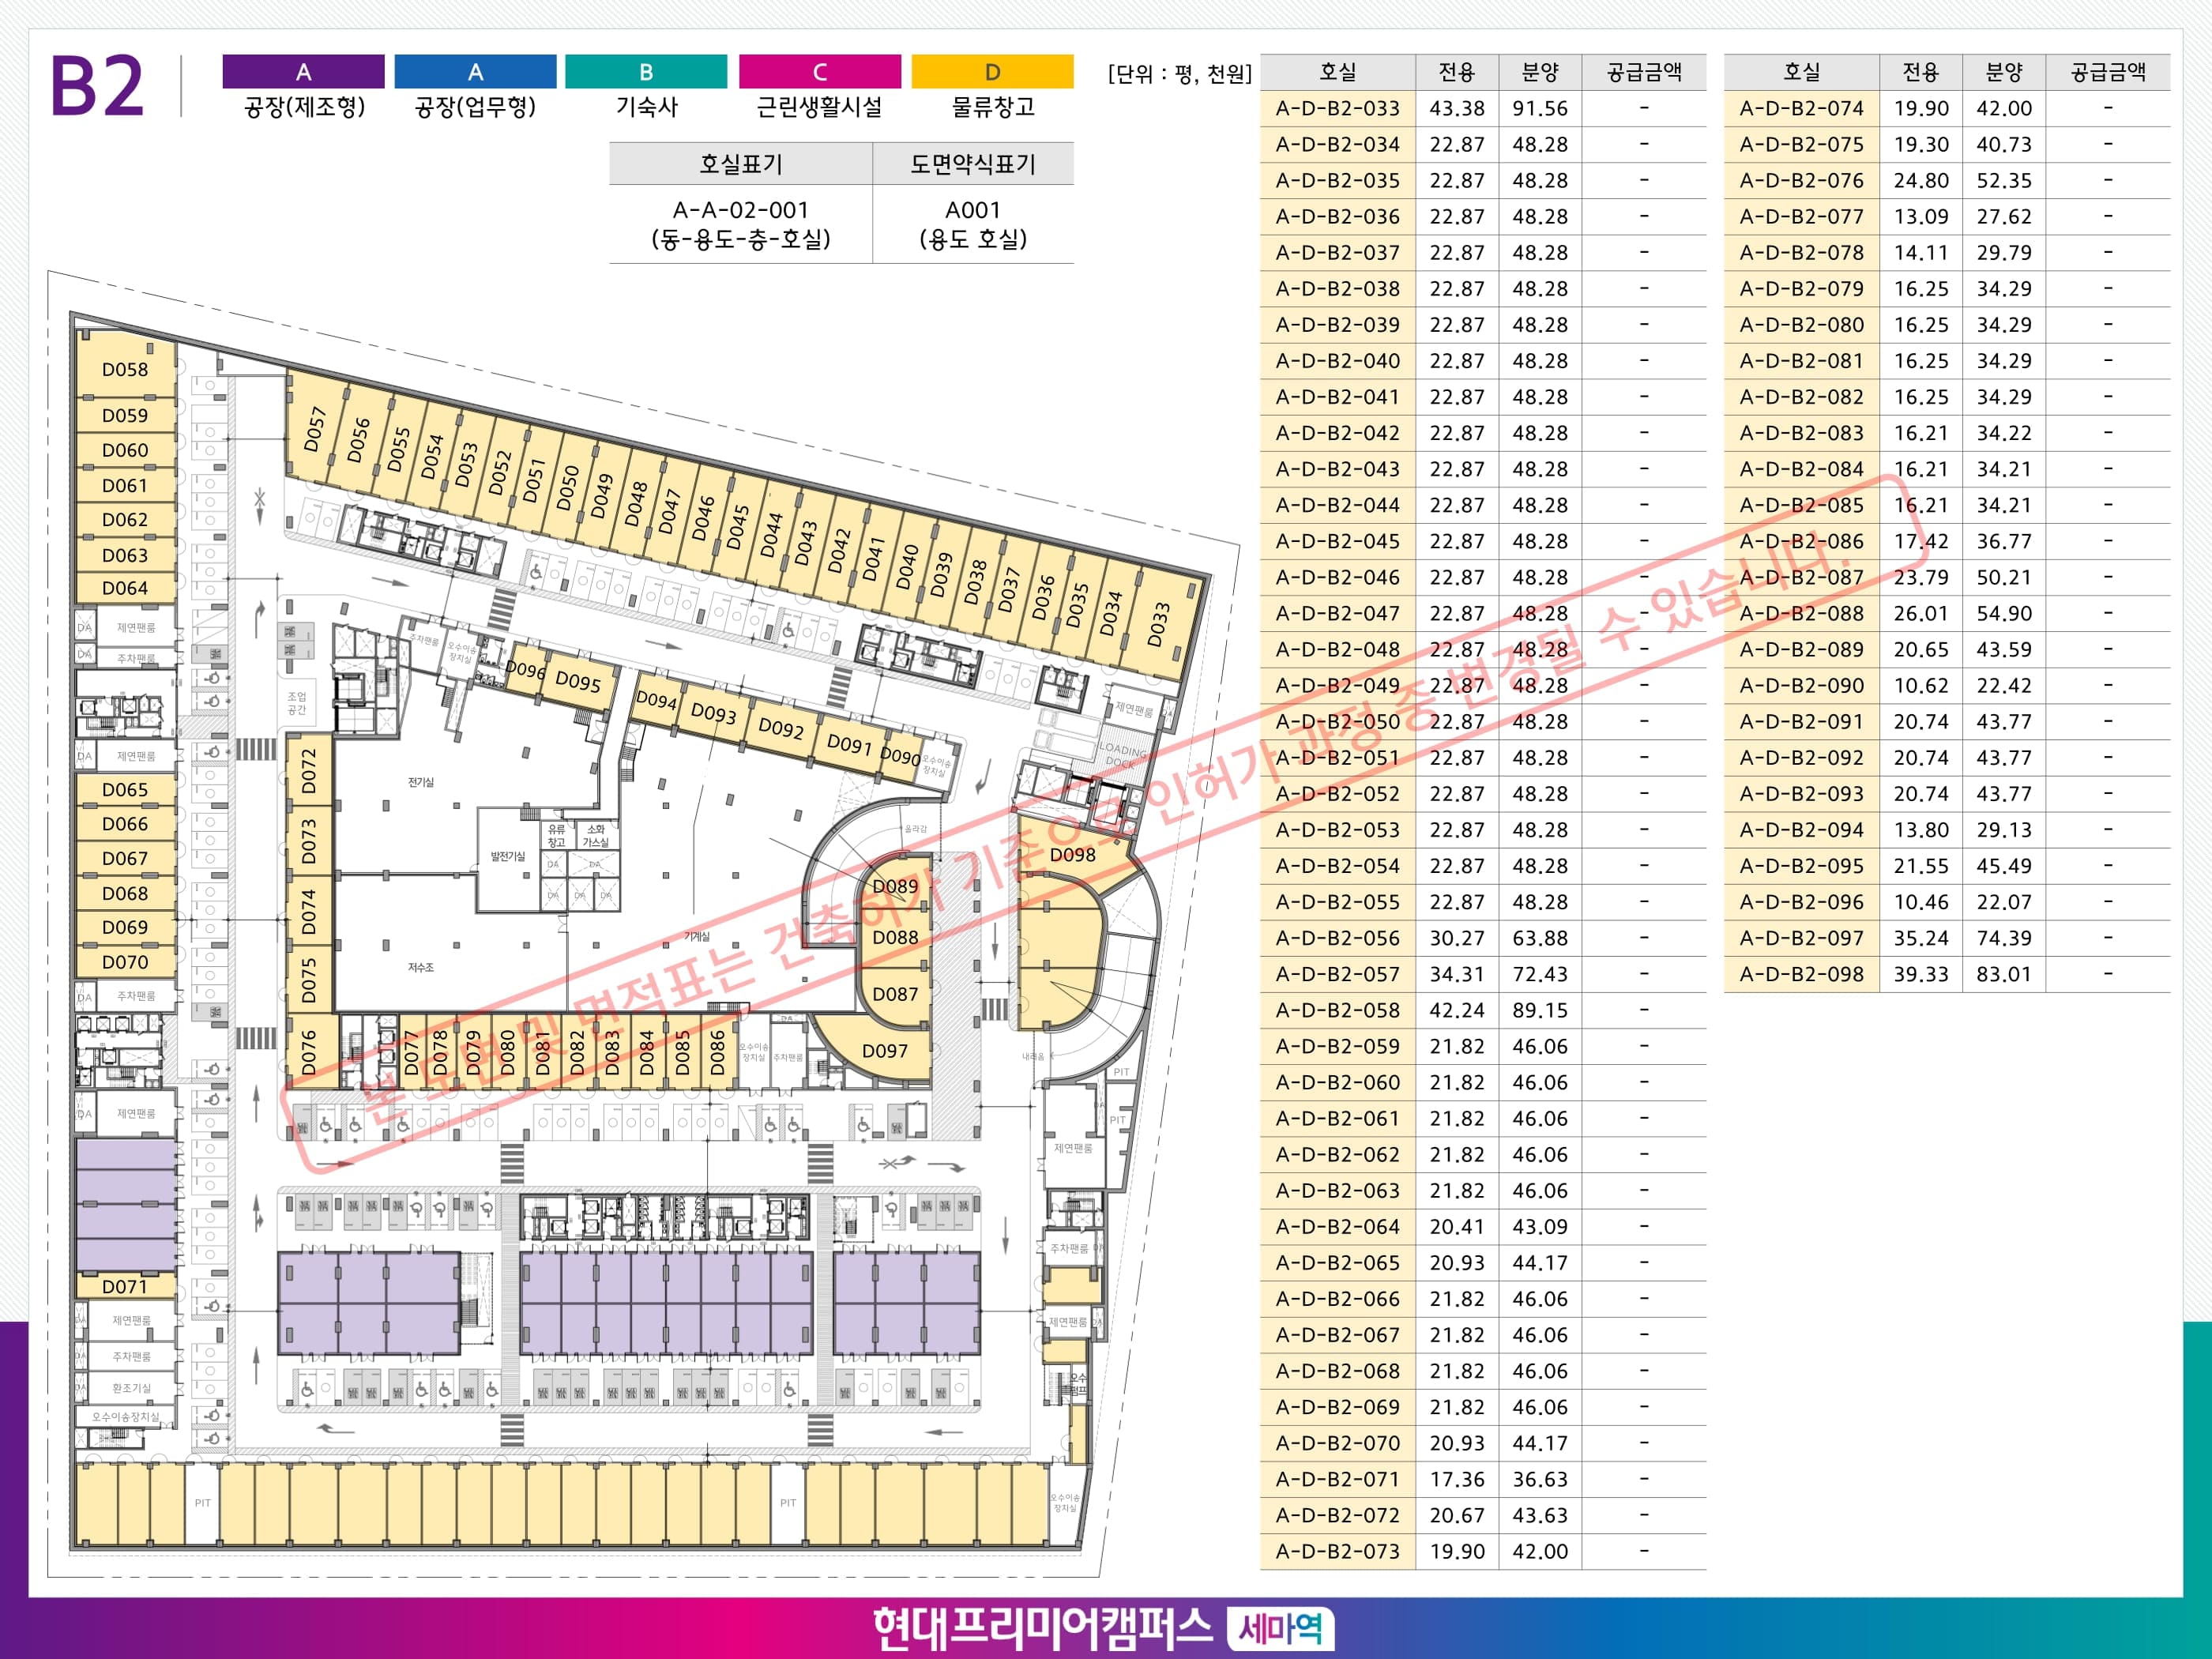 B2
A
공장(제조형)
A
공장(업무형)
B
기숙사
C
근린생활시설
D
물류창고
[단위 : 평, 천원]
호실표기 도면약식표기
A-A-02-001 A001
(동-용도-층-호실) (용도 호실)
호실 전용 분양 공급금액
A-D-B2-033 43.38 91.56 -
A-D-B2-034 22.87 48.28 -
A-D-B2-035 22.87 48.28 -
A-D-B2-036 22.87 48.28 -
A-D-B2-037 22.87 48.28 -
A-D-B2-038 22.87 48.28 -
A-D-B2-039 22.87 48.28 -
A-D-B2-040 22.87 48.28 -
A-D-B2-041 22.87 48.28 -
A-D-B2-042 22.87 48.28 -
A-D-B2-043 22.87 48.28 -
A-D-B2-044 22.87 48.28 -
A-D-B2-045 22.87 48.28 -
A-D-B2-046 22.87 48.28 -
A-D-B2-047 22.87 48.28 -
A-D-B2-048 22.87 48.28 -
A-D-B2-049 22.87 48.28 -
A-D-B2-050 22.87 48.28 -
A-D-B2-051 22.87 48.28 -
A-D-B2-052 22.87 48.28 -
A-D-B2-053 22.87 48.28 -
A-D-B2-054 22.87 48.28 -
A-D-B2-055 22.87 48.28 -
A-D-B2-056 30.27 63.88 -
A-D-B2-057 34.31 72.43 -
A-D-B2-058 42.24 89.15 -
A-D-B2-059 21.82 46.06 -
A-D-B2-060 21.82 46.06 -
A-D-B2-061 21.82 46.06 -
A-D-B2-062 21.82 46.06 -
A-D-B2-063 21.82 46.06 -
A-D-B2-064 20.41 43.09 -
A-D-B2-065 20.93 44.17 -
A-D-B2-066 21.82 46.06 -
A-D-B2-067 21.82 46.06 -
A-D-B2-068 21.82 46.06 -
A-D-B2-069 21.82 46.06 -
A-D-B2-070 20.93 44.17 -
A-D-B2-071 17.36 36.63 -
A-D-B2-072 20.67 43.63 -
A-D-B2-073 19.90 42.00 -
호실 전용 분양 공급금액
A-D-B2-074 19.90 42.00 -
A-D-B2-075 19.30 40.73 -
A-D-B2-076 24.80 52.35 -
A-D-B2-077 13.09 27.62 -
A-D-B2-078 14.11 29.79 -
A-D-B2-079 16.25 34.29 -
A-D-B2-080 16.25 34.29 -
A-D-B2-081 16.25 34.29 -
A-D-B2-082 16.25 34.29 -
A-D-B2-083 16.21 34.22 -
A-D-B2-084 16.21 34.21 -
A-D-B2-085 16.21 34.21 -
A-D-B2-086 17.42 36.77 -
A-D-B2-087 23.79 50.21 -
A-D-B2-088 26.01 54.90 -
A-D-B2-089 20.65 43.59 -
A-D-B2-090 10.62 22.42 -
A-D-B2-091 20.74 43.77 -
A-D-B2-092 20.74 43.77 -
A-D-B2-093 20.74 43.77 -
A-D-B2-094 13.80 29.13 -
A-D-B2-095 21.55 45.49 -
A-D-B2-096 10.46 22.07 -
A-D-B2-097 35.24 74.39 -
A-D-B2-098 39.33 83.01 -
D058
D059
D060
D061
D062
D063
D064
DA 제연팬룸
DA 주차팬룸
DA 제연팬룸
D065
D066
D067
D068
D069
D070
DA 주차팬룸
DA 제연팬룸
D071
DA 제연팬룸
DA 주차팬룸
DA 환조기실
오수이송장치실
D057
D056
D055
D054
D053
D052
D051
D050
D049
D048
D047
D046
D045
D044
D043
D042
D041
D040
D039
D038
D037
D036
D035
D034
D033
조업
공간
주차팬룸
오수이송
장치실
D096
D095
D094
D093
D092
D091
D090
오수이송
장치실
제연팬룸
LOADING
DOCK
D072
D073
D074
D075
D076
전기실
발전기실
유류
창고
소화
가스실
DA
DA
DA
DA
DA
저수조
기계실
올라감
D089
D088
D087
D097
D098
내려옴
D077
D078
D079
D080
D081
D082
D083
D084
D085
D086
오수이송
장치실
DA
주차팬룸
PIT
DA
PIT
제연팬룸
주차팬룸
제연팬룸 DA
오수
펌프
PIT
PIT
오수이송
장치실
본 도면 및 면적표는 건축허가 기준으로 인허가 과정 중 변경될 수 있습니다.
현대프리미어캠퍼스 세마역